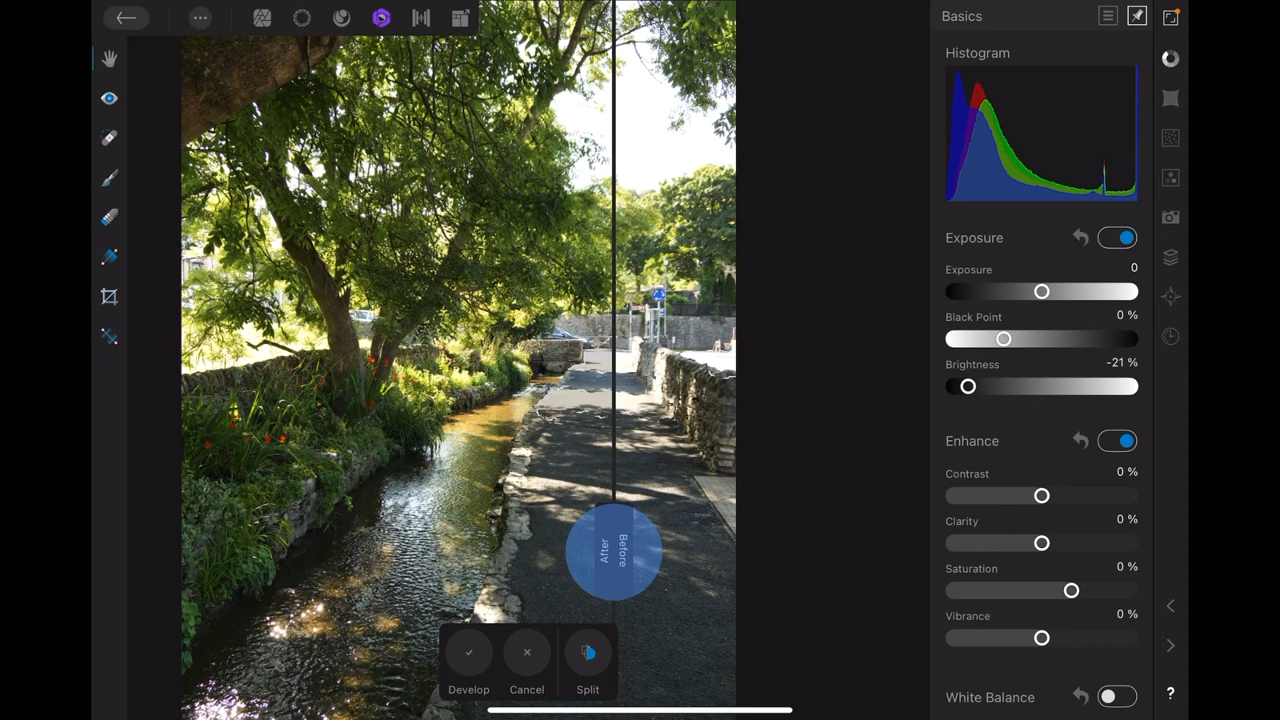 Basics
Histogram
Exposure
Exposure 0
Black Point 0 %
Brightness -21 %
Enhance
Contrast 0 %
Clarity 0 %
Saturation 0 %
Vibrance 0 %
White Balance
?
After
Before
Develop
Cancel
Split